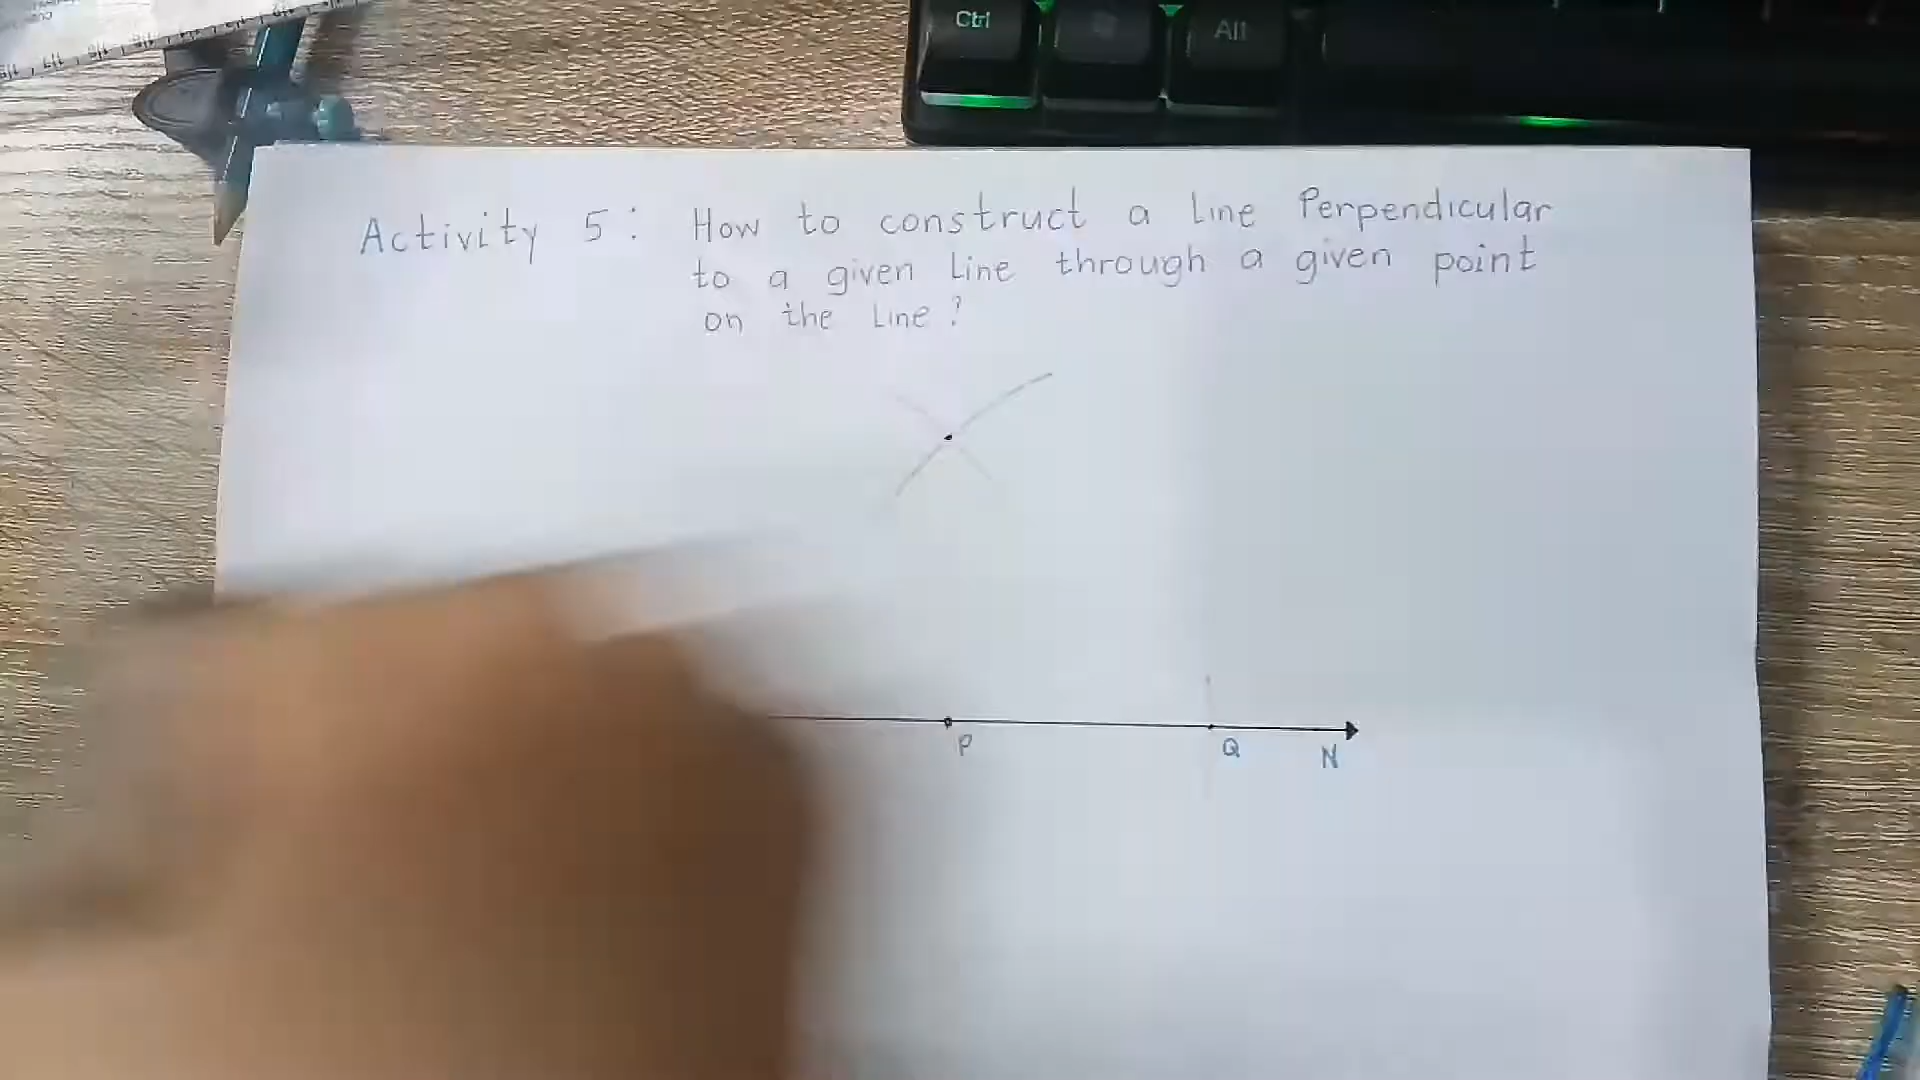 Ctrl
Alt
Activity 5: How to construct a Line Perpendicular
to a given Line through a given point
on the Line?
P
Q
N